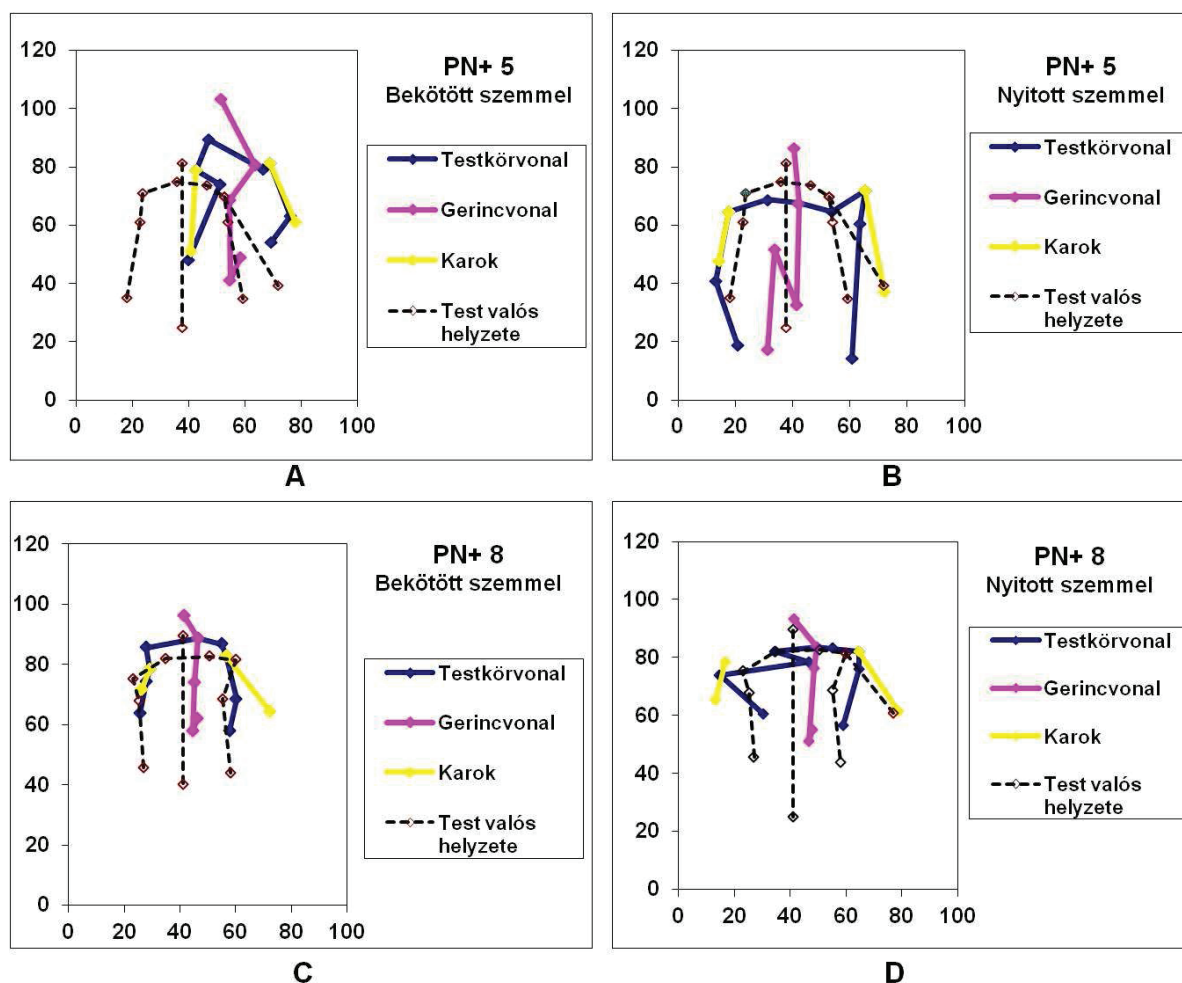 PN+ 5
Bekötött szemmel
120
100
80
60
40
20
0
0 20 40 60 80 100
Testkörvonal
Gerincvonal
Karok
Test valós
helyzete
A
PN+ 5
Nyitott szemmel
120
100
80
60
40
20
0
0 20 40 60 80 100
Testkörvonal
Gerincvonal
Karok
Test valós
helyzete
B
PN+ 8
Bekötött szemmel
120
100
80
60
40
20
0
0 20 40 60 80 100
Testkörvonal
Gerincvonal
Karok
Test valós
helyzete
C
PN+ 8
Nyitott szemmel
120
100
80
60
40
20
0
0 20 40 60 80 100
Testkörvonal
Gerincvonal
Karok
Test valós
helyzete
D